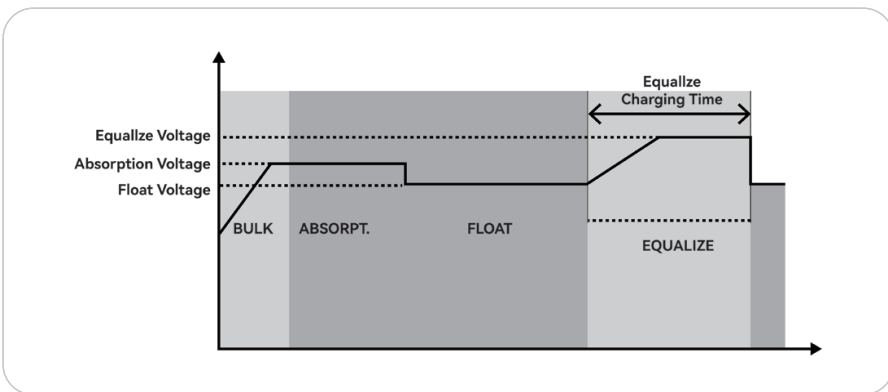 Equallze
Charging Time
Equallze Voltage
Absorption Voltage
Float Voltage
BULK
ABSORPT.
FLOAT
EQUALIZE